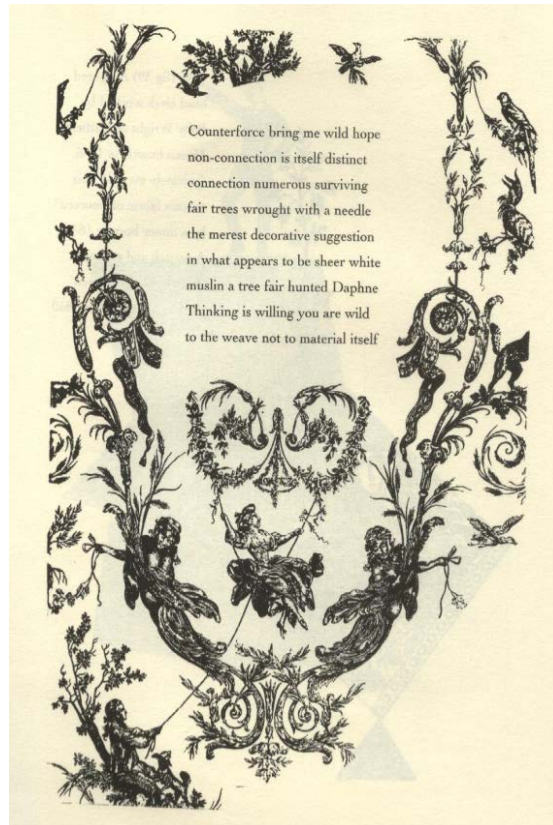 Counterforce bring me wild hope
non-connection is itself distinct
connection numerous surviving
fair trees wrought with a needle
the merest decorative suggestion
in what appears to be sheer white
muslin a tree fair hunted Daphne
Thinking is willing you are wild
to the weave not to material itself